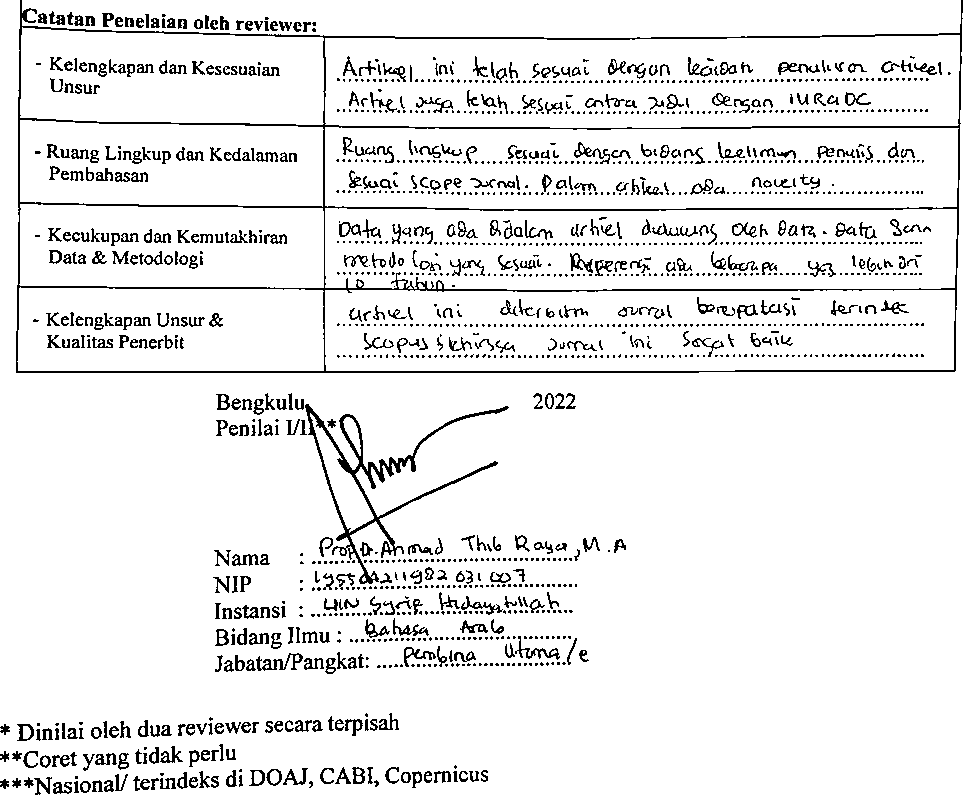 Catatan Penelaian oleh reviewer:
- Kelengkapan dan Kesesuaian Unsur
Artikel ini telah sesuai dengan kaidah penulisan artikel.
Artikel juga telah sesuai antara judul dengan IMRaDC
- Ruang Lingkup dan Kedalaman Pembahasan
Ruang lingkup sesuai dengan bidang keilmuan penulis dan
sesuai scope jurnal. Dalam artikel ada novelty.
- Kecukupan dan Kemutakhiran Data & Metodologi
Data yang ada didalam artikel didukung oleh data. Data dan
metodologi yang sesuai. Referensi ada beberapa yg lebih dri
10 tahun.
- Kelengkapan Unsur & Kualitas Penerbit
artikel ini diterbitkan jurnal bereputasi terindek
scopus sehingga jurnal ini sangat baik
Bengkulu, 2022
Penilai I/II**
Nama : Prof. Dr. Ahmad Thib Raya, M.A
NIP :
Instansi : UIN Syrif Hidayatullah
Bidang Ilmu : Bahasa Arab
Jabatan/Pangkat: Pembina Utama/e
* Dinilai oleh dua reviewer secara terpisah
**Coret yang tidak perlu
***Nasional/ terindeks di DOAJ, CABI, Copernicus